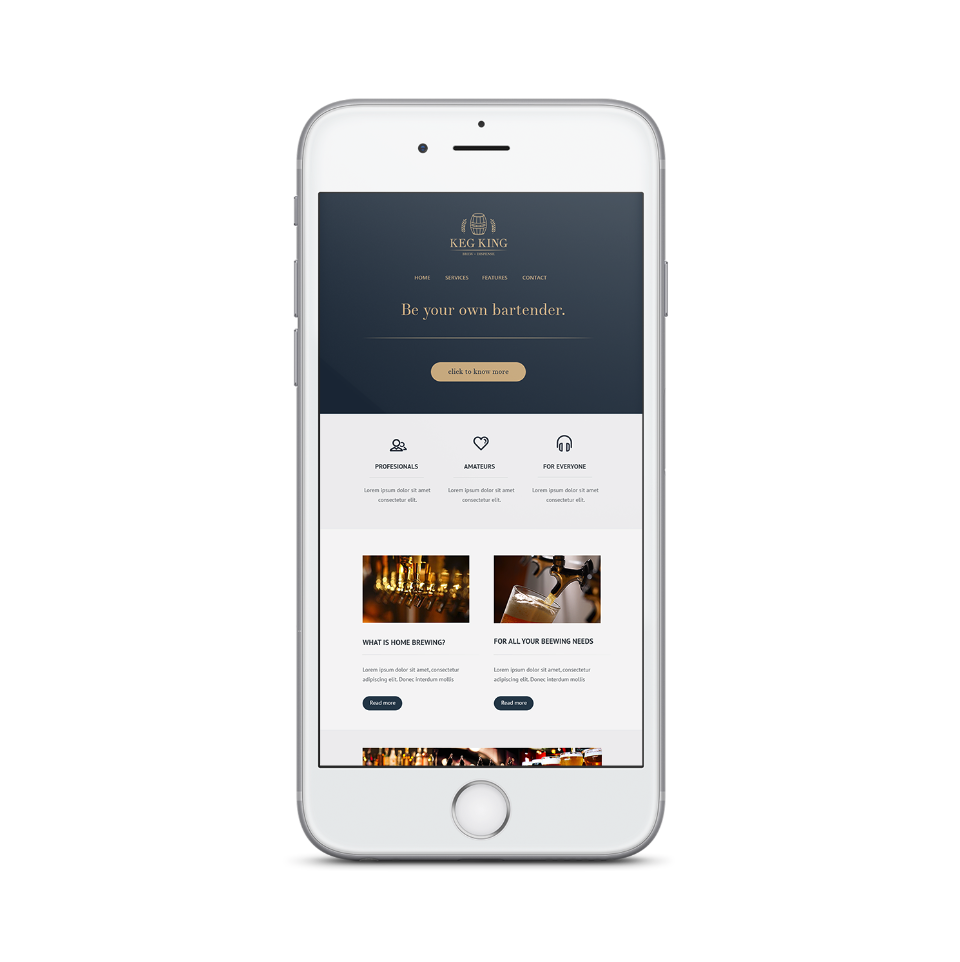 KEG KING
HOME SERVICES FEATURES CONTACT
Be your own bartender.
click to know more
PROFESIONALS AMATEURS FOR EVERYONE
Lorem ipsum dolor sit amet Lorem ipsum dolor sit amet Lorem ipsum dolor sit amet
consectetur elit. consectetur elit. consectetur elit.
WHAT IS HOME BREWING? FOR ALL YOUR BEEWING NEEDS
Lorem ipsum dolor sit amet, consectetur Lorem ipsum dolor sit amet, consectetur
adipiscing elit. Donec interdum mollis adipiscing elit. Donec interdum mollis
Read more Read more